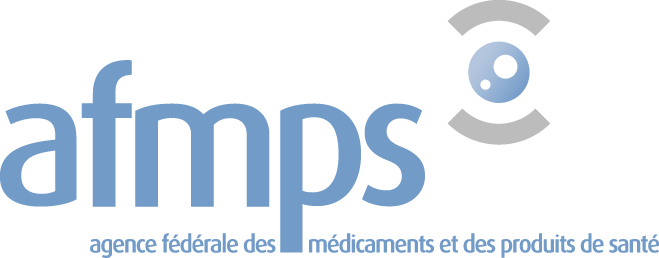 afmps
agence fédérale des médicaments et des produits de santé